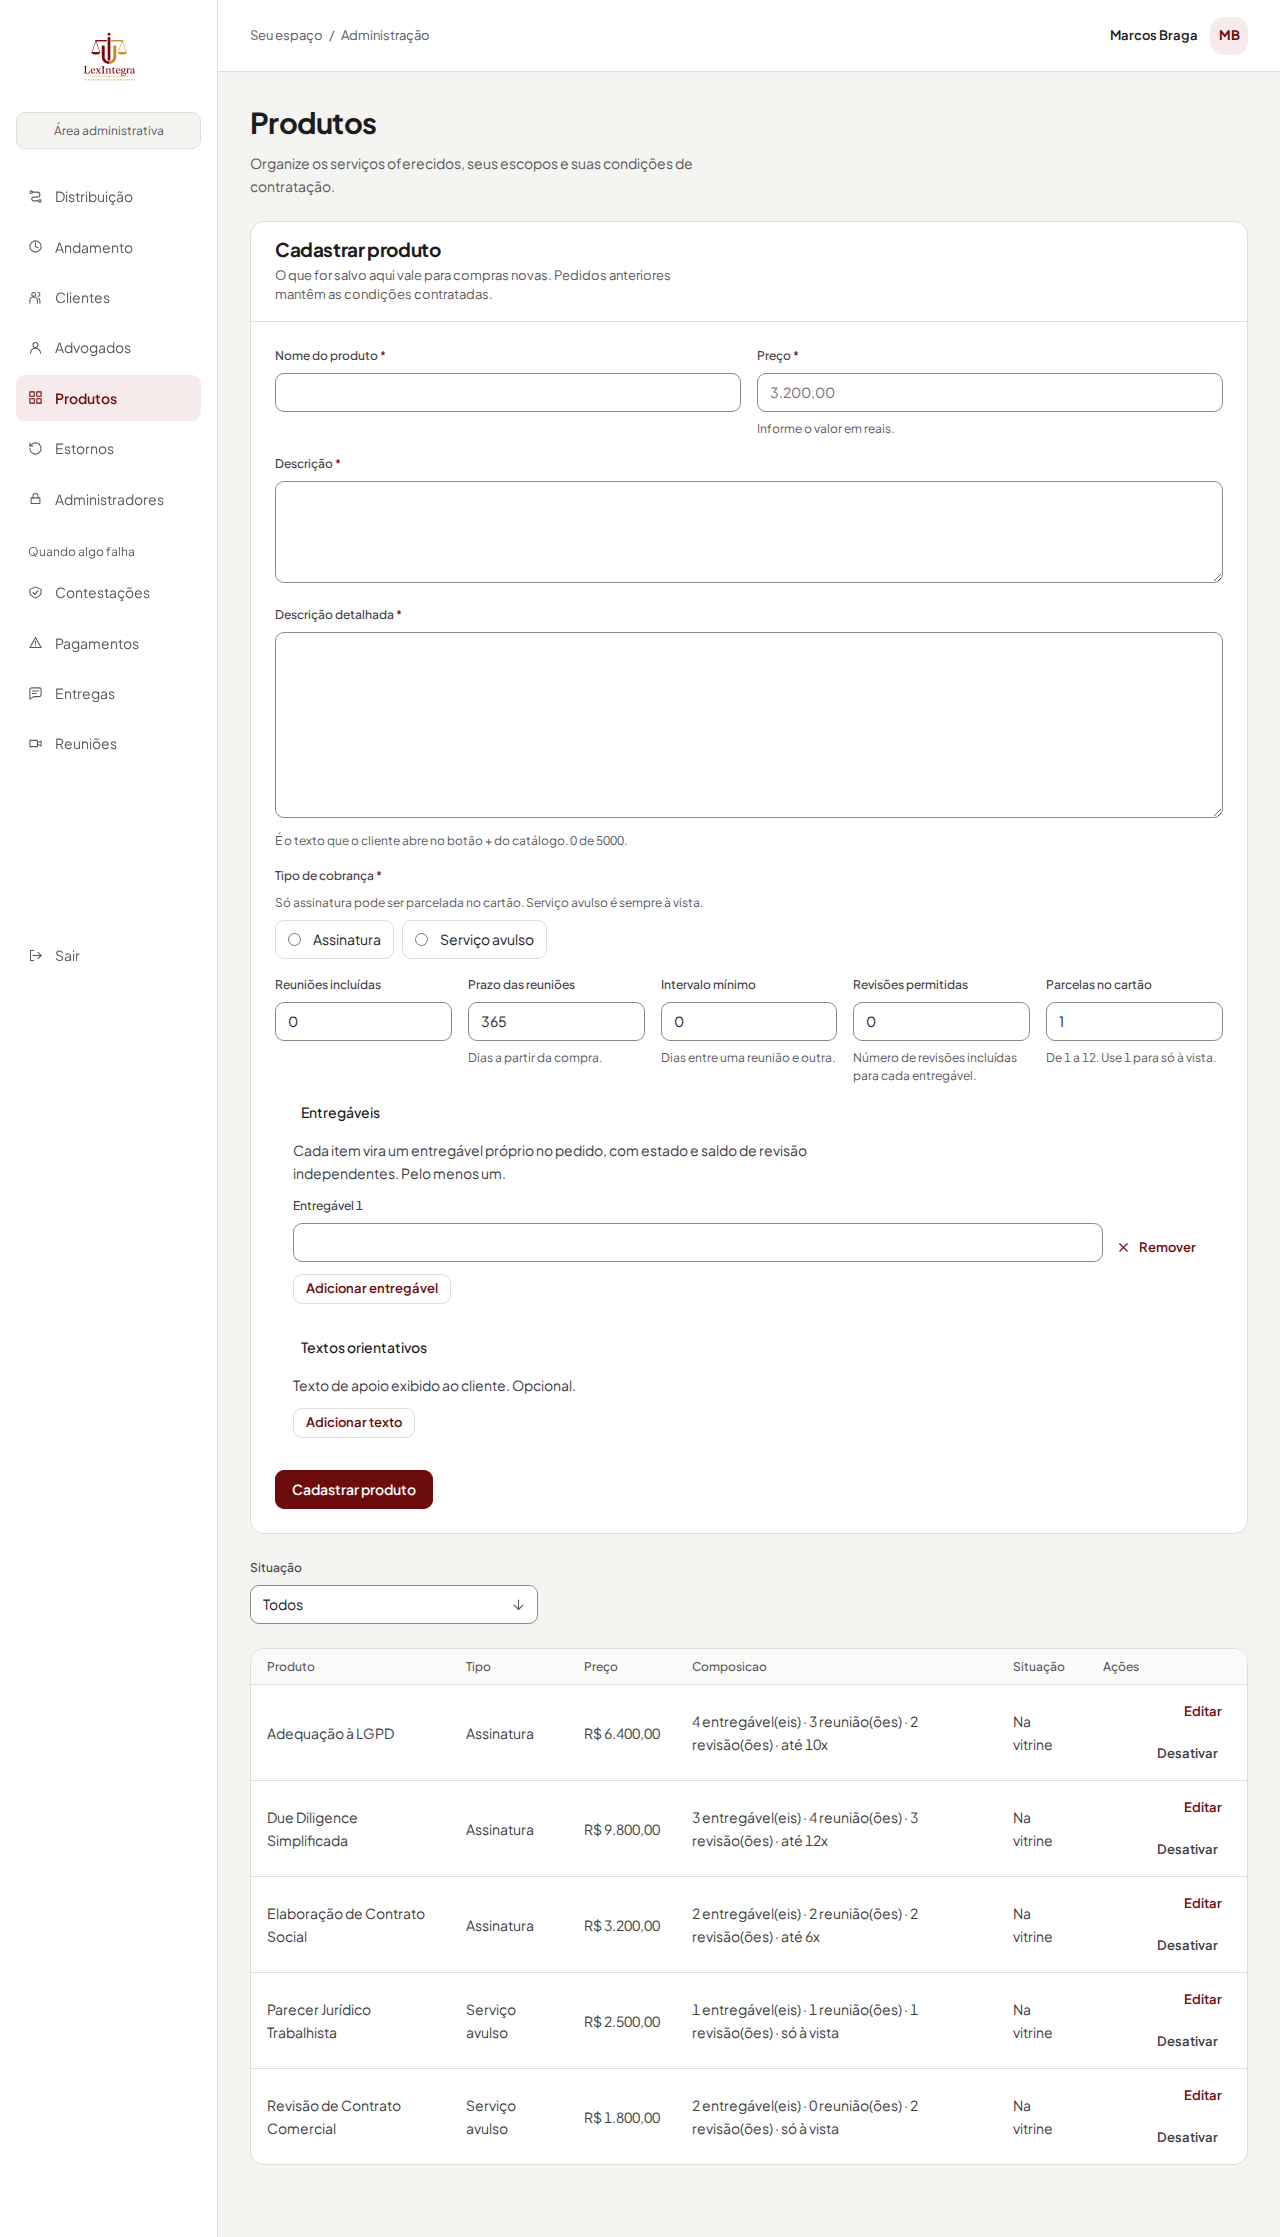 LexIntegra
Área administrativa
Distribuição
Andamento
Clientes
Advogados
Produtos
Estornos
Administradores
Quando algo falha
Contestações
Pagamentos
Entregas
Reuniões
Sair
Seu espaço / Administração
Marcos Braga MB
Produtos
Organize os serviços oferecidos, seus escopos e suas condições de
contratação.
Cadastrar produto
O que for salvo aqui vale para compras novas. Pedidos anteriores
mantêm as condições contratadas.
Nome do produto * Preço *
3.200,00
Informe o valor em reais.
Descrição *
Descrição detalhada *
É o texto que o cliente abre no botão + do catálogo. 0 de 5000.
Tipo de cobrança *
Só assinatura pode ser parcelada no cartão. Serviço avulso é sempre à vista.
Assinatura Serviço avulso
Reuniões incluídas Prazo das reuniões Intervalo mínimo Revisões permitidas Parcelas no cartão
0 365 0 0 1
Dias a partir da compra. Dias entre uma reunião e outra. Número de revisões incluídas De 1 a 12. Use 1 para só à vista.
para cada entregável.
Entregáveis
Cada item vira um entregável próprio no pedido, com estado e saldo de revisão
independentes. Pelo menos um.
Entregável 1
Remover
Adicionar entregável
Textos orientativos
Texto de apoio exibido ao cliente. Opcional.
Adicionar texto
Cadastrar produto
Situação
Todos
Produto Tipo Preço Composicao Situação Ações
Adequação à LGPD Assinatura R$ 6.400,00 4 entregável(eis) · 3 reunião(ões) · 2 Na Editar
revisão(ões) · até 10x vitrine Desativar
Due Diligence Assinatura R$ 9.800,00 3 entregável(eis) · 4 reunião(ões) · 3 Na Editar
Simplificada revisão(ões) · até 12x vitrine Desativar
Elaboração de Contrato Assinatura R$ 3.200,00 2 entregável(eis) · 2 reunião(ões) · 2 Na Editar
Social revisão(ões) · até 6x vitrine Desativar
Parecer Jurídico Serviço R$ 2.500,00 1 entregável(eis) · 1 reunião(ões) · 1 Na Editar
Trabalhista avulso revisão(ões) · só à vista vitrine Desativar
Revisão de Contrato Serviço R$ 1.800,00 2 entregável(eis) · 0 reunião(ões) · 2 Na Editar
Comercial avulso revisão(ões) · só à vista vitrine Desativar